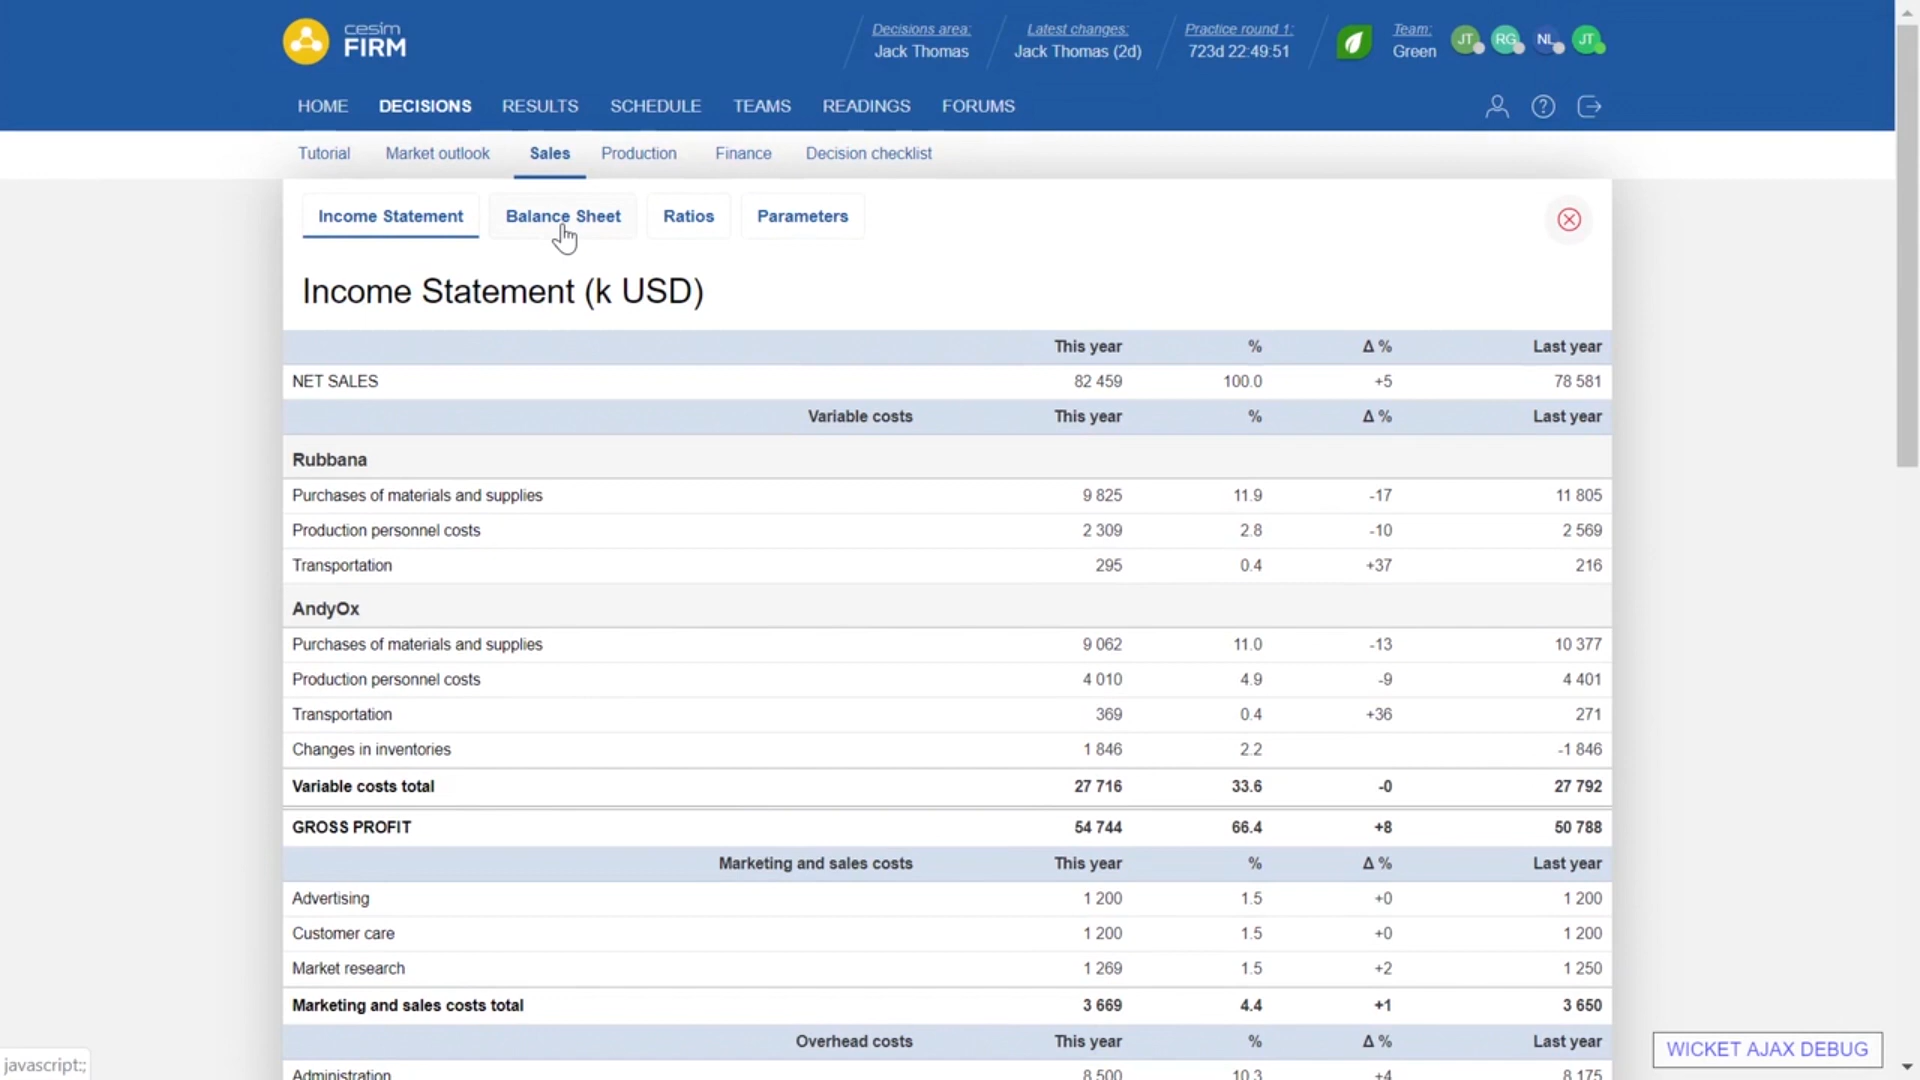 cesim
FIRM
Decisions area:
Jack Thomas
Latest changes:
Jack Thomas (2d)
Practice round 1:
723d 22:49:51
Team:
Green
JT
RG
NL
JT
HOME DECISIONS RESULTS SCHEDULE TEAMS READINGS FORUMS
Tutorial Market outlook Sales Production Finance Decision checklist
Income Statement Balance Sheet Ratios Parameters
Income Statement (k USD)
This year % Δ % Last year
NET SALES 82 459 100.0 +5 78 581
Variable costs This year % Δ % Last year
Rubbana
Purchases of materials and supplies 9 825 11.9 -17 11 805
Production personnel costs 2 309 2.8 -10 2 569
Transportation 295 0.4 +37 216
AndyOx
Purchases of materials and supplies 9 062 11.0 -13 10 377
Production personnel costs 4 010 4.9 -9 4 401
Transportation 369 0.4 +36 271
Changes in inventories 1 846 2.2 -1 846
Variable costs total 27 716 33.6 -0 27 792
GROSS PROFIT 54 744 66.4 +8 50 788
Marketing and sales costs This year % Δ % Last year
Advertising 1 200 1.5 +0 1 200
Customer care 1 200 1.5 +0 1 200
Market research 1 269 1.5 +2 1 250
Marketing and sales costs total 3 669 4.4 +1 3 650
Overhead costs This year % Δ % Last year
Administration 8 500 10.3 +4 8 175
WICKET AJAX DEBUG
javascript:;